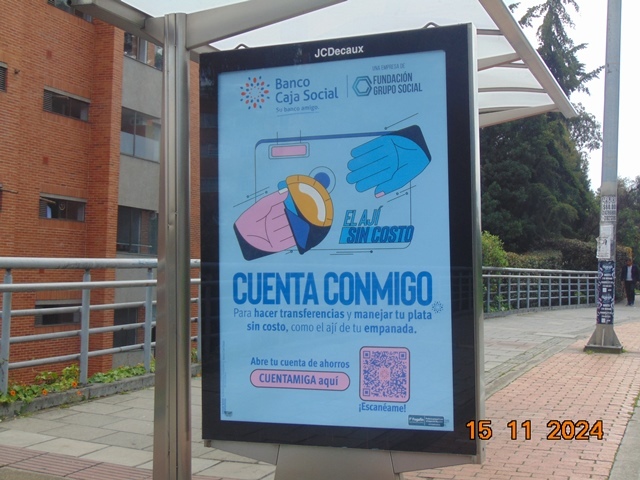 JCDecaux
Banco
Caja Social
Tu banco amigo.
UNA EMPRESA DE
FUNDACIÓN
GRUPO SOCIAL
EL AJÍ
SIN COSTO
CUENTA CONMIGO
Para hacer transferencias y manejar tu plata
sin costo, como el ají de tu empanada.
Abre tu cuenta de ahorros
CUENTAMIGA aquí
¡Escanéame!
15 11 2024